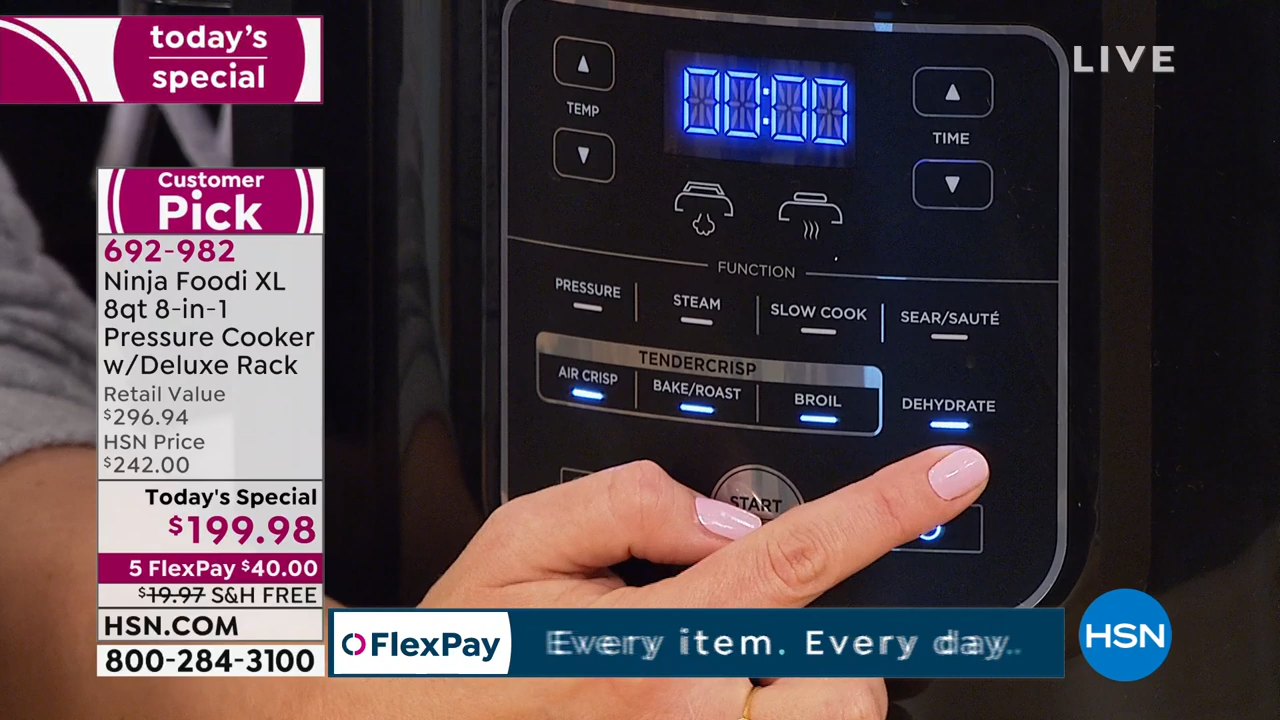 today's
special
LIVE
Customer
Pick
692-982
Ninja Foodi XL
8qt 8-in-1
Pressure Cooker
w/Deluxe Rack
Retail Value
$296.94
HSN Price
$242.00
Today's Special
$199.98
5 FlexPay $40.00
$19.97 S&H FREE
HSN.COM
800-284-3100
00:00
TEMP
TIME
FUNCTION
PRESSURE
STEAM
SLOW COOK
SEAR/SAUTÉ
TENDERCRISP
AIR CRISP
BAKE/ROAST
BROIL
DEHYDRATE
START
FlexPay
Every item. Every day..
HSN